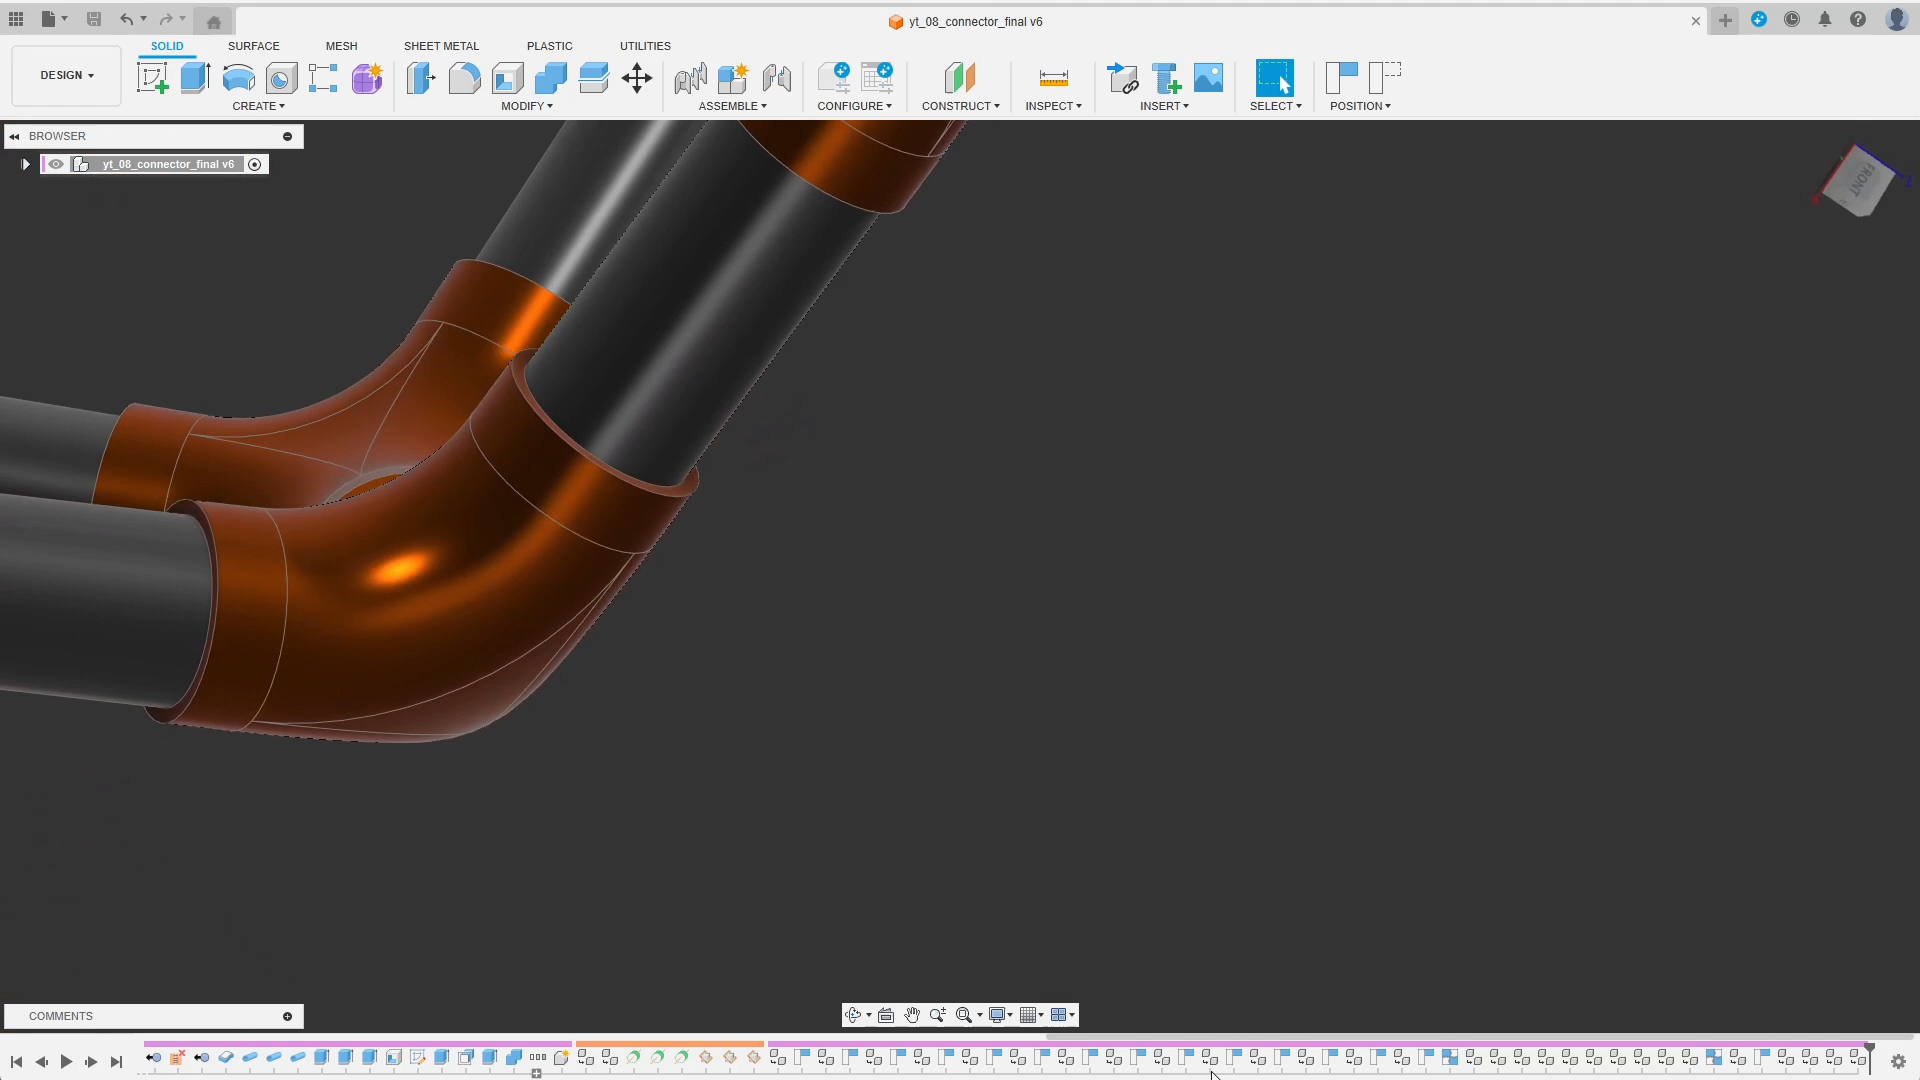 yt_08_connector_final v6
SOLID SURFACE MESH SHEET METAL PLASTIC UTILITIES
DESIGN
CREATE MODIFY ASSEMBLE CONFIGURE CONSTRUCT INSPECT INSERT SELECT POSITION
BROWSER
yt_08_connector_final v6
FRONT
Z
COMMENTS